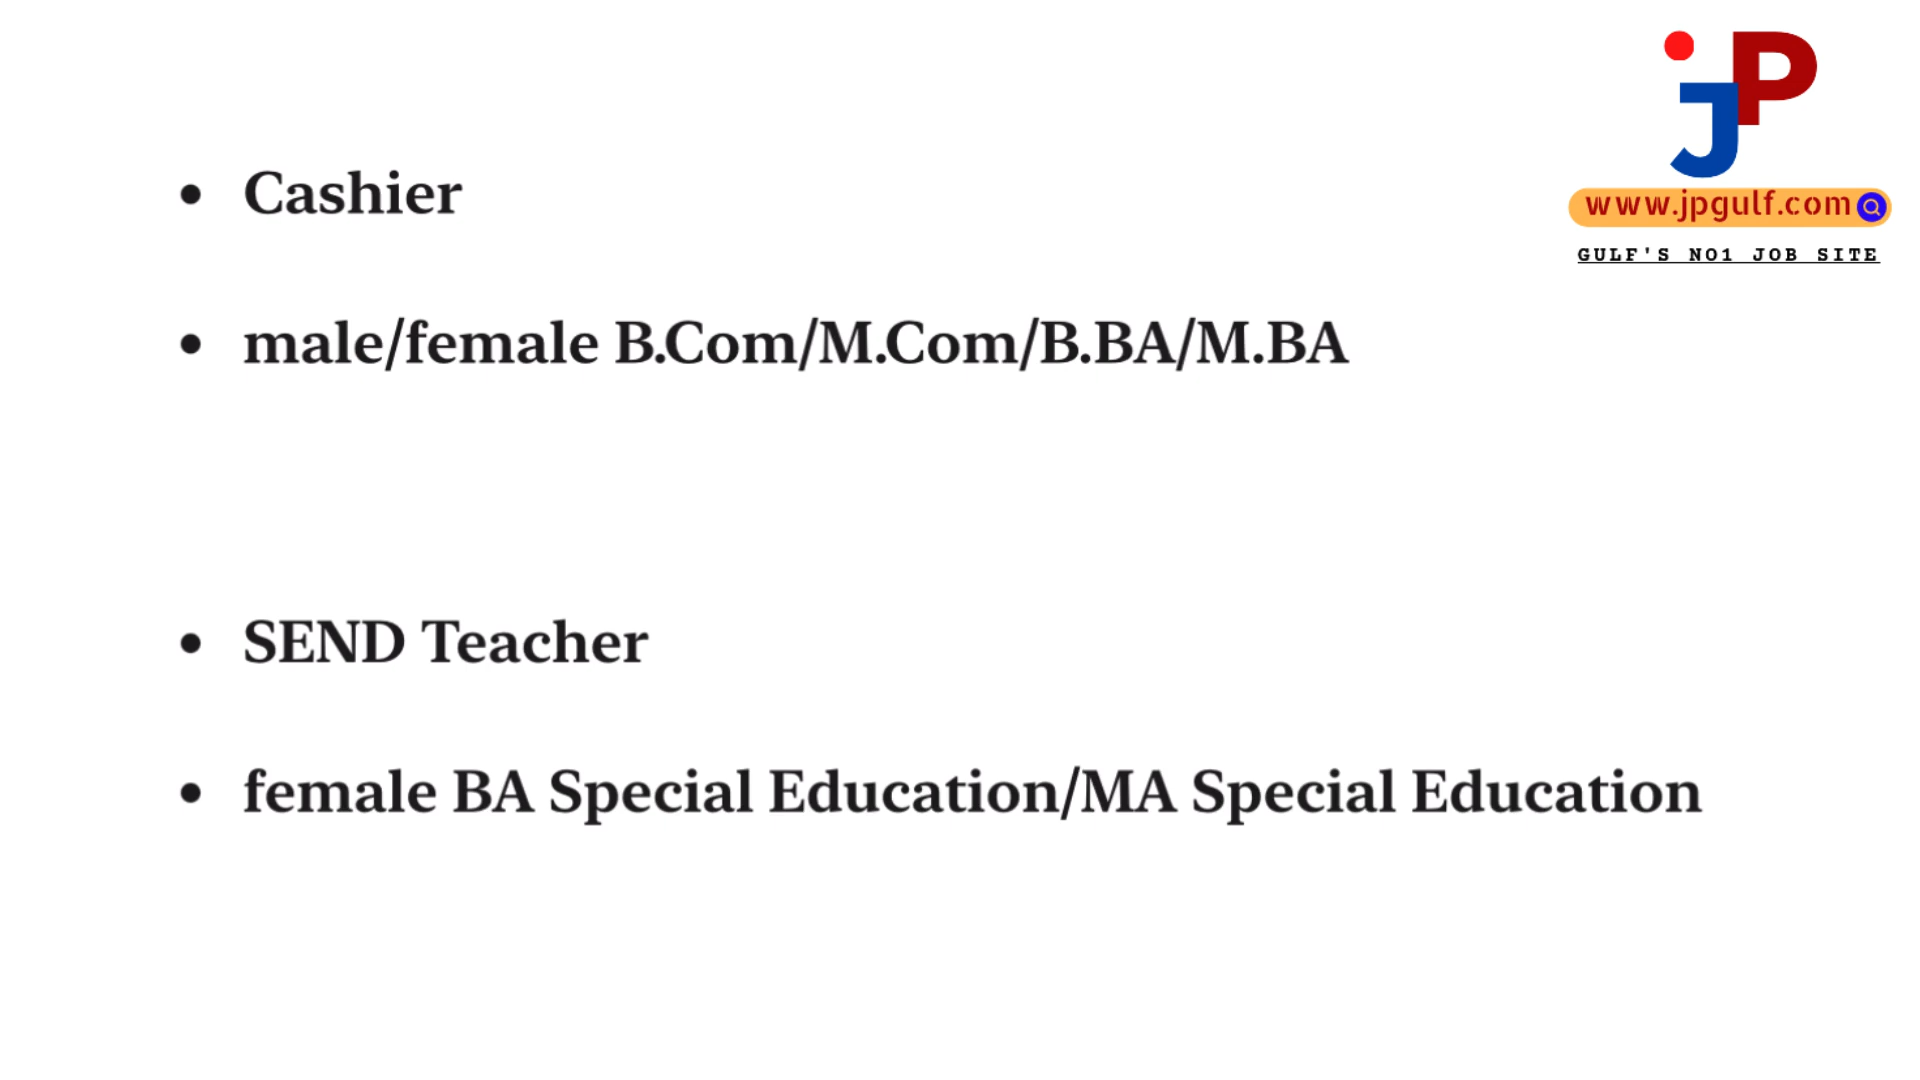 JP
www.jpgulf.com
GULF'S NO1 JOB SITE
• Cashier
• male/female B.Com/M.Com/B.BA/M.BA
• SEND Teacher
• female BA Special Education/MA Special Education